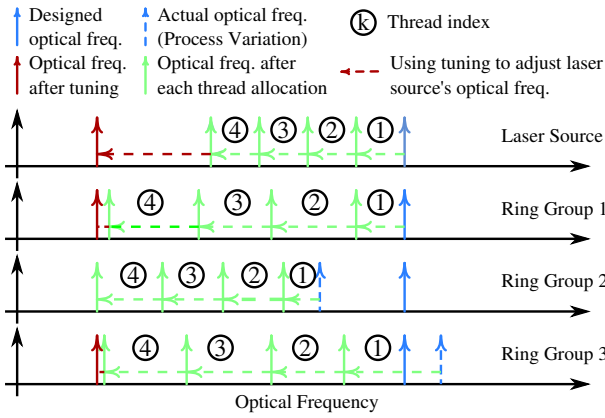 Designed optical freq.
Actual optical freq. (Process Variation)
k Thread index
Optical freq. after tuning
Optical freq. after each thread allocation
Using tuning to adjust laser source's optical freq.
4 3 2 1 Laser Source
4 3 2 1 Ring Group 1
4 3 2 1 Ring Group 2
4 3 2 1 Ring Group 3
Optical Frequency